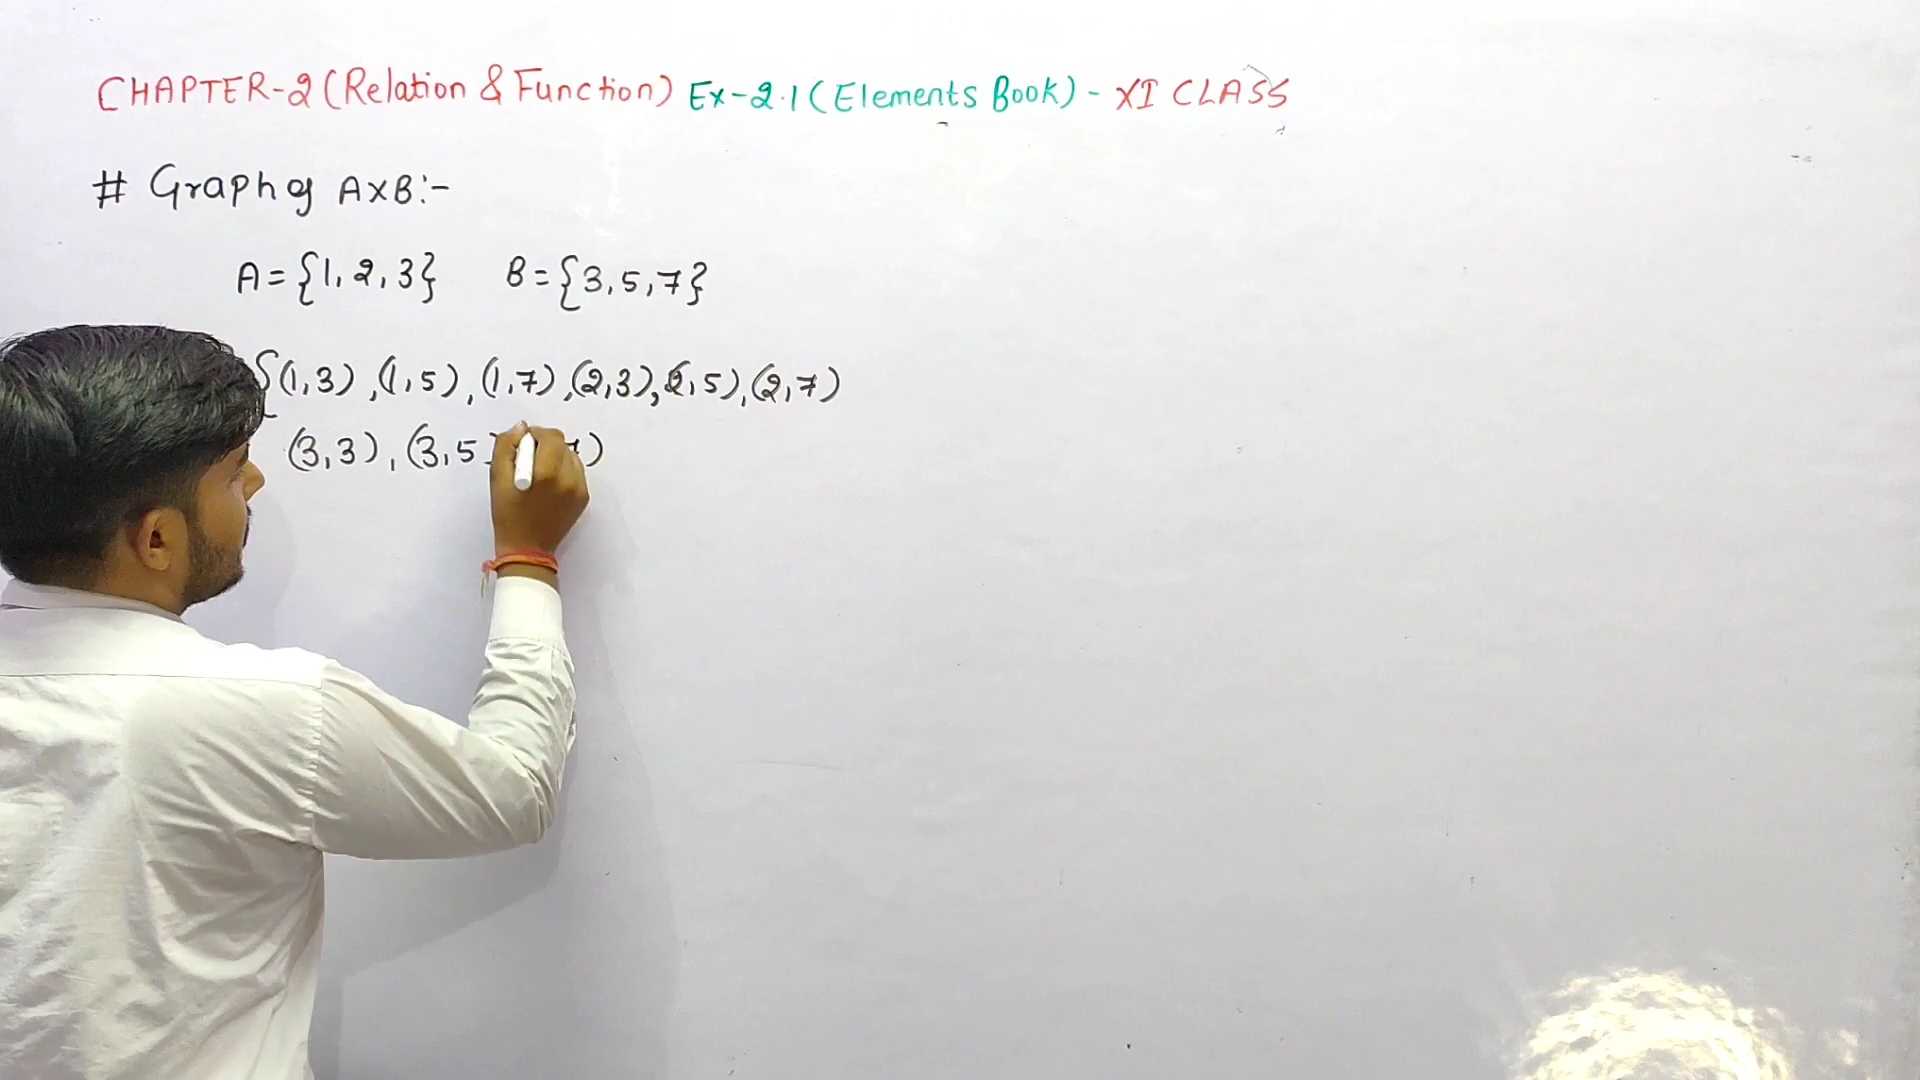 CHAPTER-2 (Relation & Function) Ex-2.1 (Elements Book) - XI CLASS
# Graph of AxB:-
A = {1, 2, 3} B = {3, 5, 7}
{(1,3), (1,5), (1,7), (2,3), (2,5), (2,7)
(3,3), (3,5 )